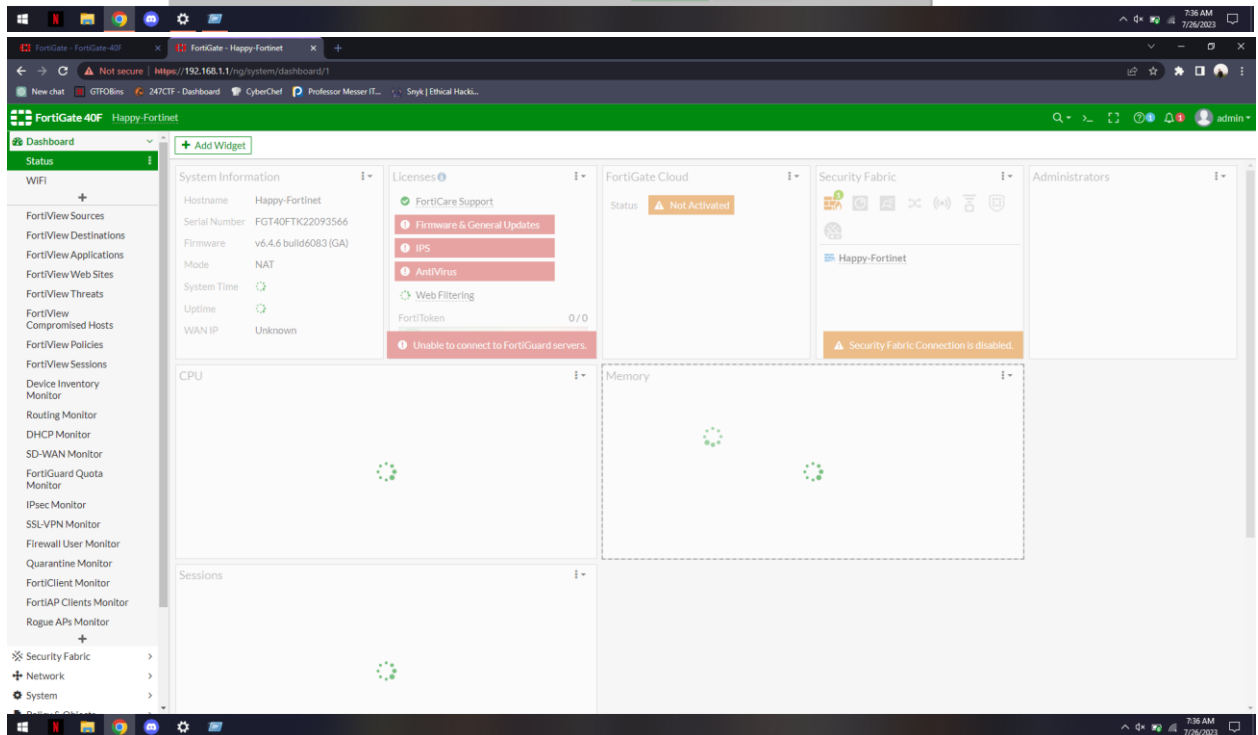 7:36 AM
7/26/2023
FortiGate - FortiGate-40F
FortiGate - Happy-Fortinet
Not secure | https://192.168.1.1/ng/system/dashboard/1
New chat GTFOBins 247CTF - Dashboard CyberChef Professor Messer IT... Snyk | Ethical Hacki...
FortiGate 40F Happy-Fortinet
admin
Dashboard
Status
WiFi
FortiView Sources
FortiView Destinations
FortiView Applications
FortiView Web Sites
FortiView Threats
FortiView
Compromised Hosts
FortiView Policies
FortiView Sessions
Device Inventory
Monitor
Routing Monitor
DHCP Monitor
SD-WAN Monitor
FortiGuard Quota
Monitor
IPsec Monitor
SSL-VPN Monitor
Firewall User Monitor
Quarantine Monitor
FortiClient Monitor
FortiAP Clients Monitor
Rogue APs Monitor
Security Fabric
Network
System
Policy & Objects
Add Widget
System Information
Hostname Happy-Fortinet
Serial Number FGT40FTK22093566
Firmware v6.4.6 build6083 (GA)
Mode NAT
System Time
Uptime
WAN IP Unknown
Licenses
FortiCare Support
Firmware & General Updates
IPS
AntiVirus
Web Filtering
FortiToken 0/0
Unable to connect to FortiGuard servers.
FortiGate Cloud
Status Not Activated
Security Fabric
1
Happy-Fortinet
Security Fabric Connection is disabled.
Administrators
CPU
Memory
Sessions
7:36 AM
7/26/2023